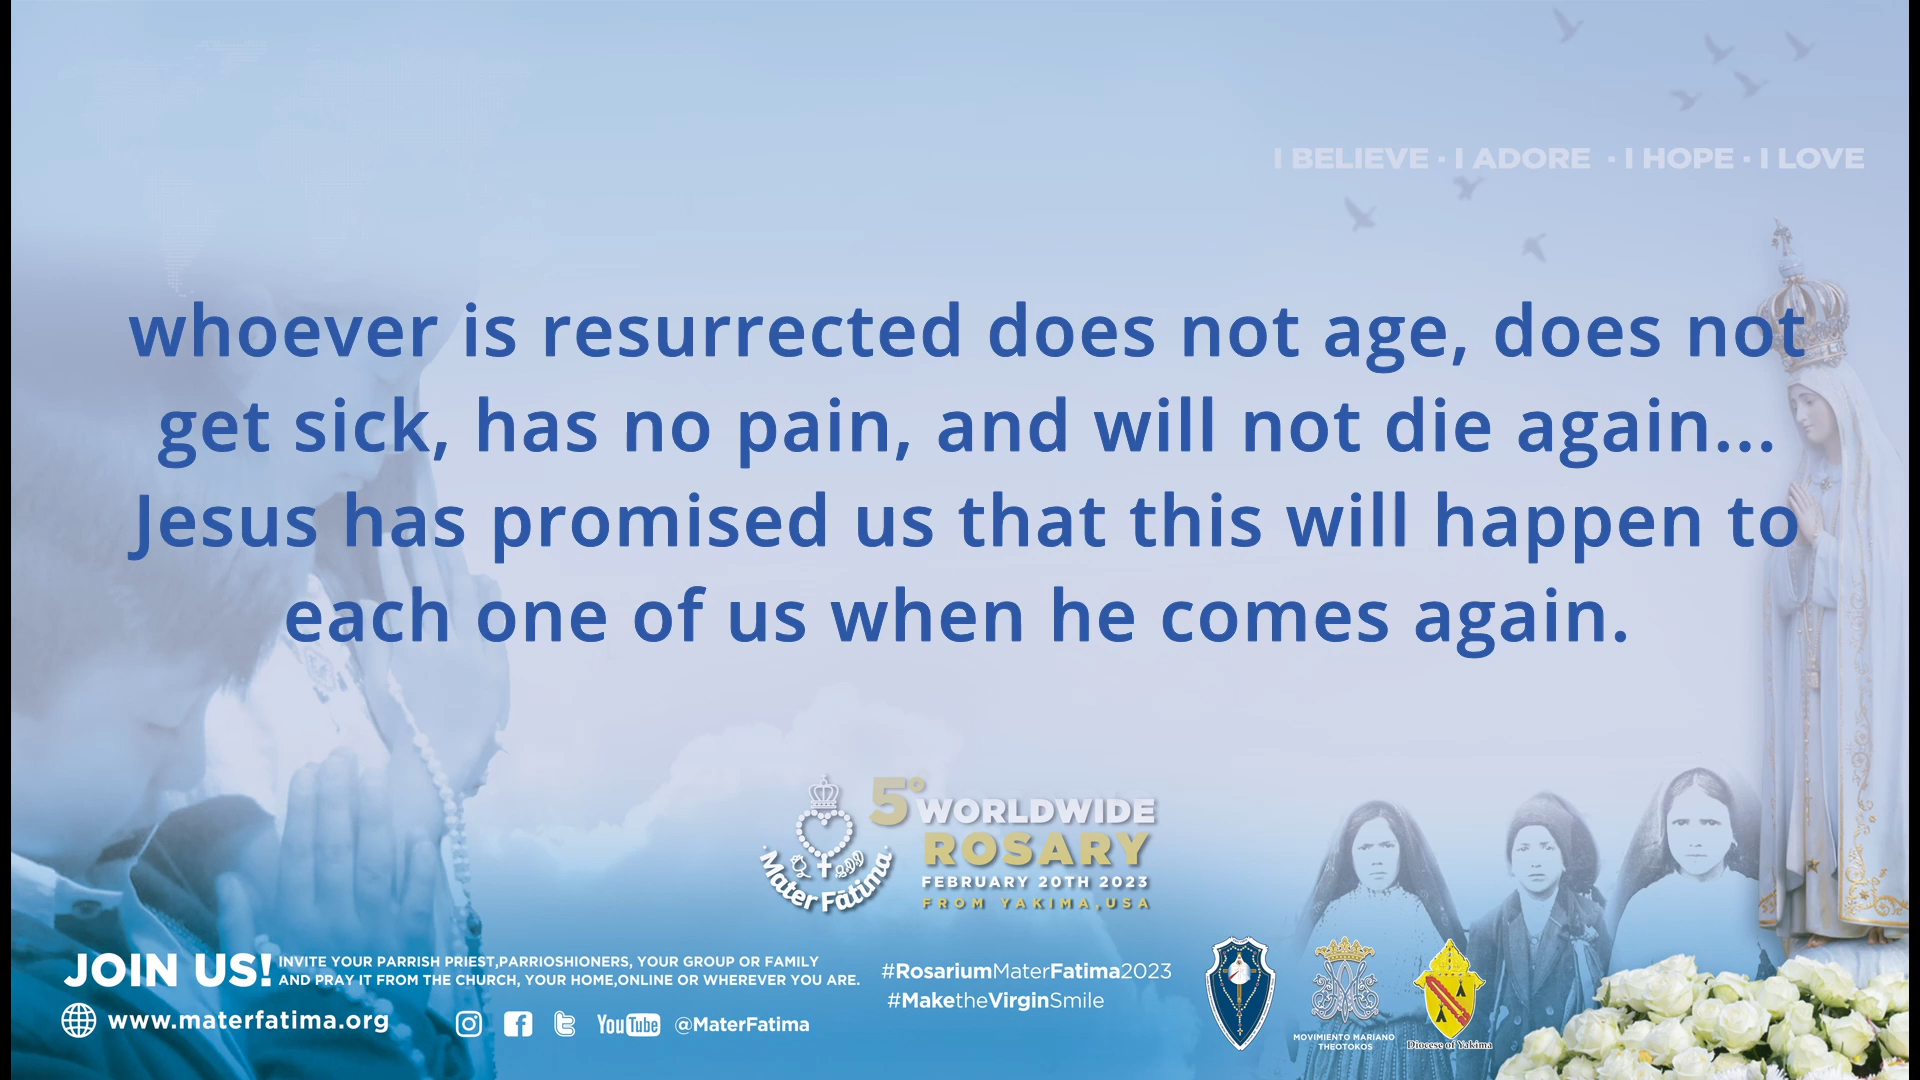 I BELIEVE · I ADORE · I HOPE · I LOVE
whoever is resurrected does not age, does not
get sick, has no pain, and will not die again...
Jesus has promised us that this will happen to
each one of us when he comes again.
5° WORLDWIDE
ROSARY
FEBRUARY 20TH 2023
FROM YAKIMA, USA
·Mater Fátima·
JOIN US!
INVITE YOUR PARRISH PRIEST,PARRIOSHIONERS, YOUR GROUP OR FAMILY
AND PRAY IT FROM THE CHURCH, YOUR HOME,ONLINE OR WHEREVER YOU ARE.
www.materfatima.org
YouTube
@MaterFatima
#RosariumMaterFatima2023
#MaketheVirginSmile
MOVIMIENTO MARIANO
THEOTOKOS
Diocese of Yakima